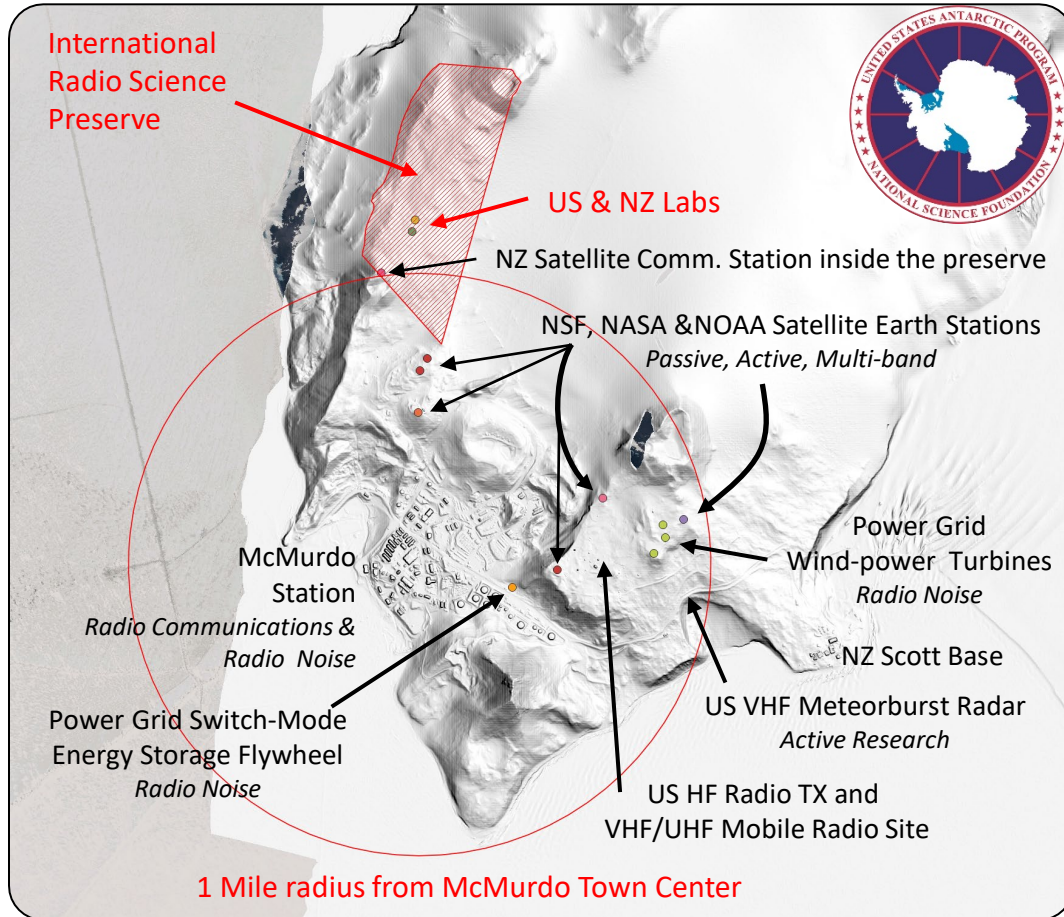 International
Radio Science
Preserve
UNITED STATES ANTARCTIC PROGRAM
NATIONAL SCIENCE FOUNDATION
US & NZ Labs
NZ Satellite Comm. Station inside the preserve
NSF, NASA &NOAA Satellite Earth Stations
Passive, Active, Multi-band
McMurdo
Station
Radio Communications &
Radio Noise
Power Grid
Wind-power Turbines
Radio Noise
NZ Scott Base
US VHF Meteorburst Radar
Active Research
Power Grid Switch-Mode
Energy Storage Flywheel
Radio Noise
US HF Radio TX and
VHF/UHF Mobile Radio Site
1 Mile radius from McMurdo Town Center